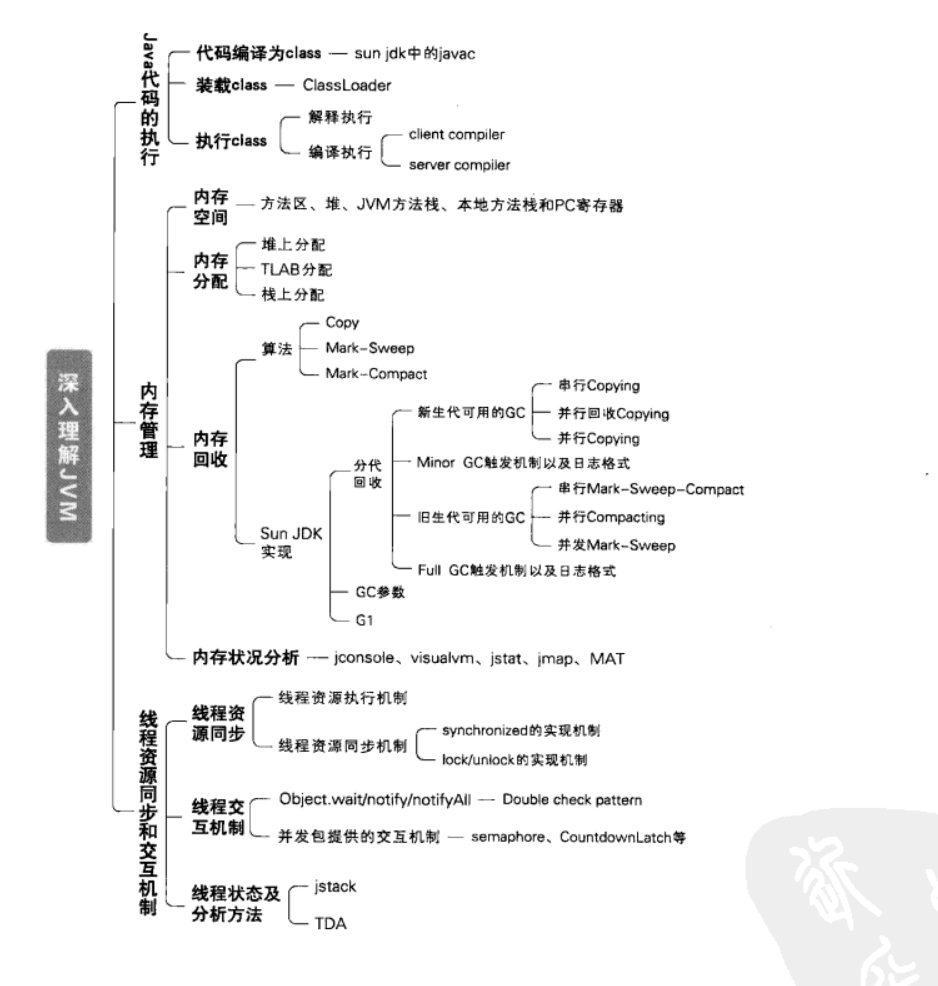 深入理解JVM
Java代码的执行
代码编译为class — sun jdk中的javac
装载class — ClassLoader
执行class
解释执行
编译执行
client compiler
server compiler
内存管理
内存
空间
方法区、堆、JVM方法栈、本地方法栈和PC寄存器
内存
分配
堆上分配
TLAB分配
栈上分配
内存
回收
算法
Copy
Mark-Sweep
Mark-Compact
Sun JDK
实现
分代
回收
新生代可用的GC
串行Copying
并行回收Copying
并行Copying
Minor GC触发机制以及日志格式
旧生代可用的GC
串行Mark-Sweep-Compact
并行Compacting
并发Mark-Sweep
Full GC触发机制以及日志格式
GC参数
G1
内存状况分析 — jconsole、visualvm、jstat、jmap、MAT
线程资源同步和交互机制
线程资
源同步
线程资源执行机制
线程资源同步机制
synchronized的实现机制
lock/unlock的实现机制
线程交
互机制
Object.wait/notify/notifyAll — Double check pattern
并发包提供的交互机制 — semaphore、CountdownLatch等
线程状态及
分析方法
jstack
TDA